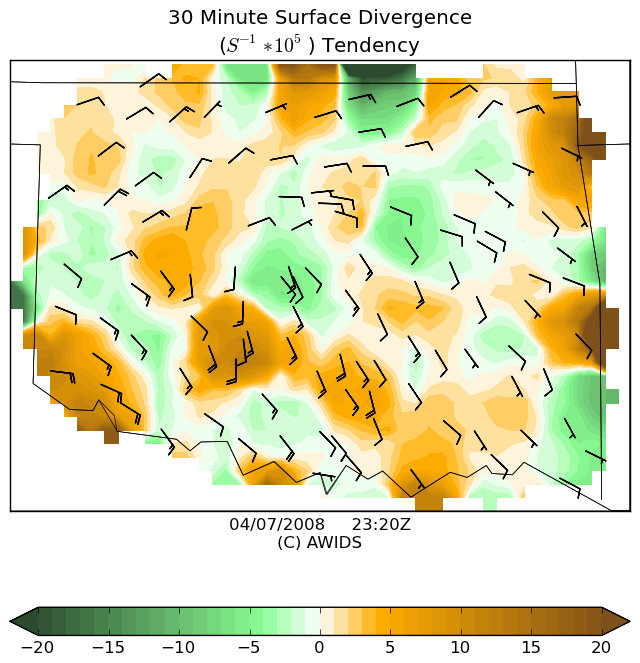 30 Minute Surface Divergence
(S⁻¹ *10⁵ ) Tendency
04/07/2008 23:20Z
(C) AWIDS
−20 −15 −10 −5 0 5 10 15 20